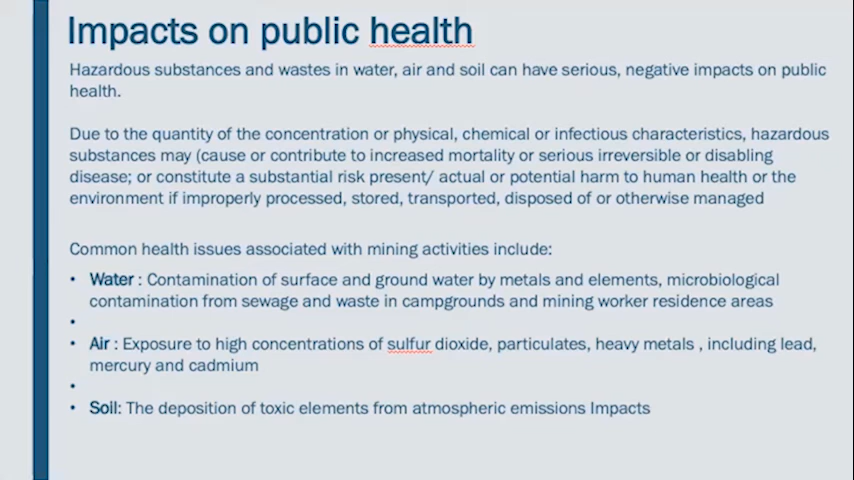 Impacts on public health
Hazardous substances and wastes in water, air and soil can have serious, negative impacts on public
health.
Due to the quantity of the concentration or physical, chemical or infectious characteristics, hazardous
substances may (cause or contribute to increased mortality or serious irreversible or disabling
disease; or constitute a substantial risk present/ actual or potential harm to human health or the
environment if improperly processed, stored, transported, disposed of or otherwise managed
Common health issues associated with mining activities include:
• Water : Contamination of surface and ground water by metals and elements, microbiological
contamination from sewage and waste in campgrounds and mining worker residence areas
•
• Air : Exposure to high concentrations of sulfur dioxide, particulates, heavy metals , including lead,
mercury and cadmium
•
• Soil: The deposition of toxic elements from atmospheric emissions Impacts